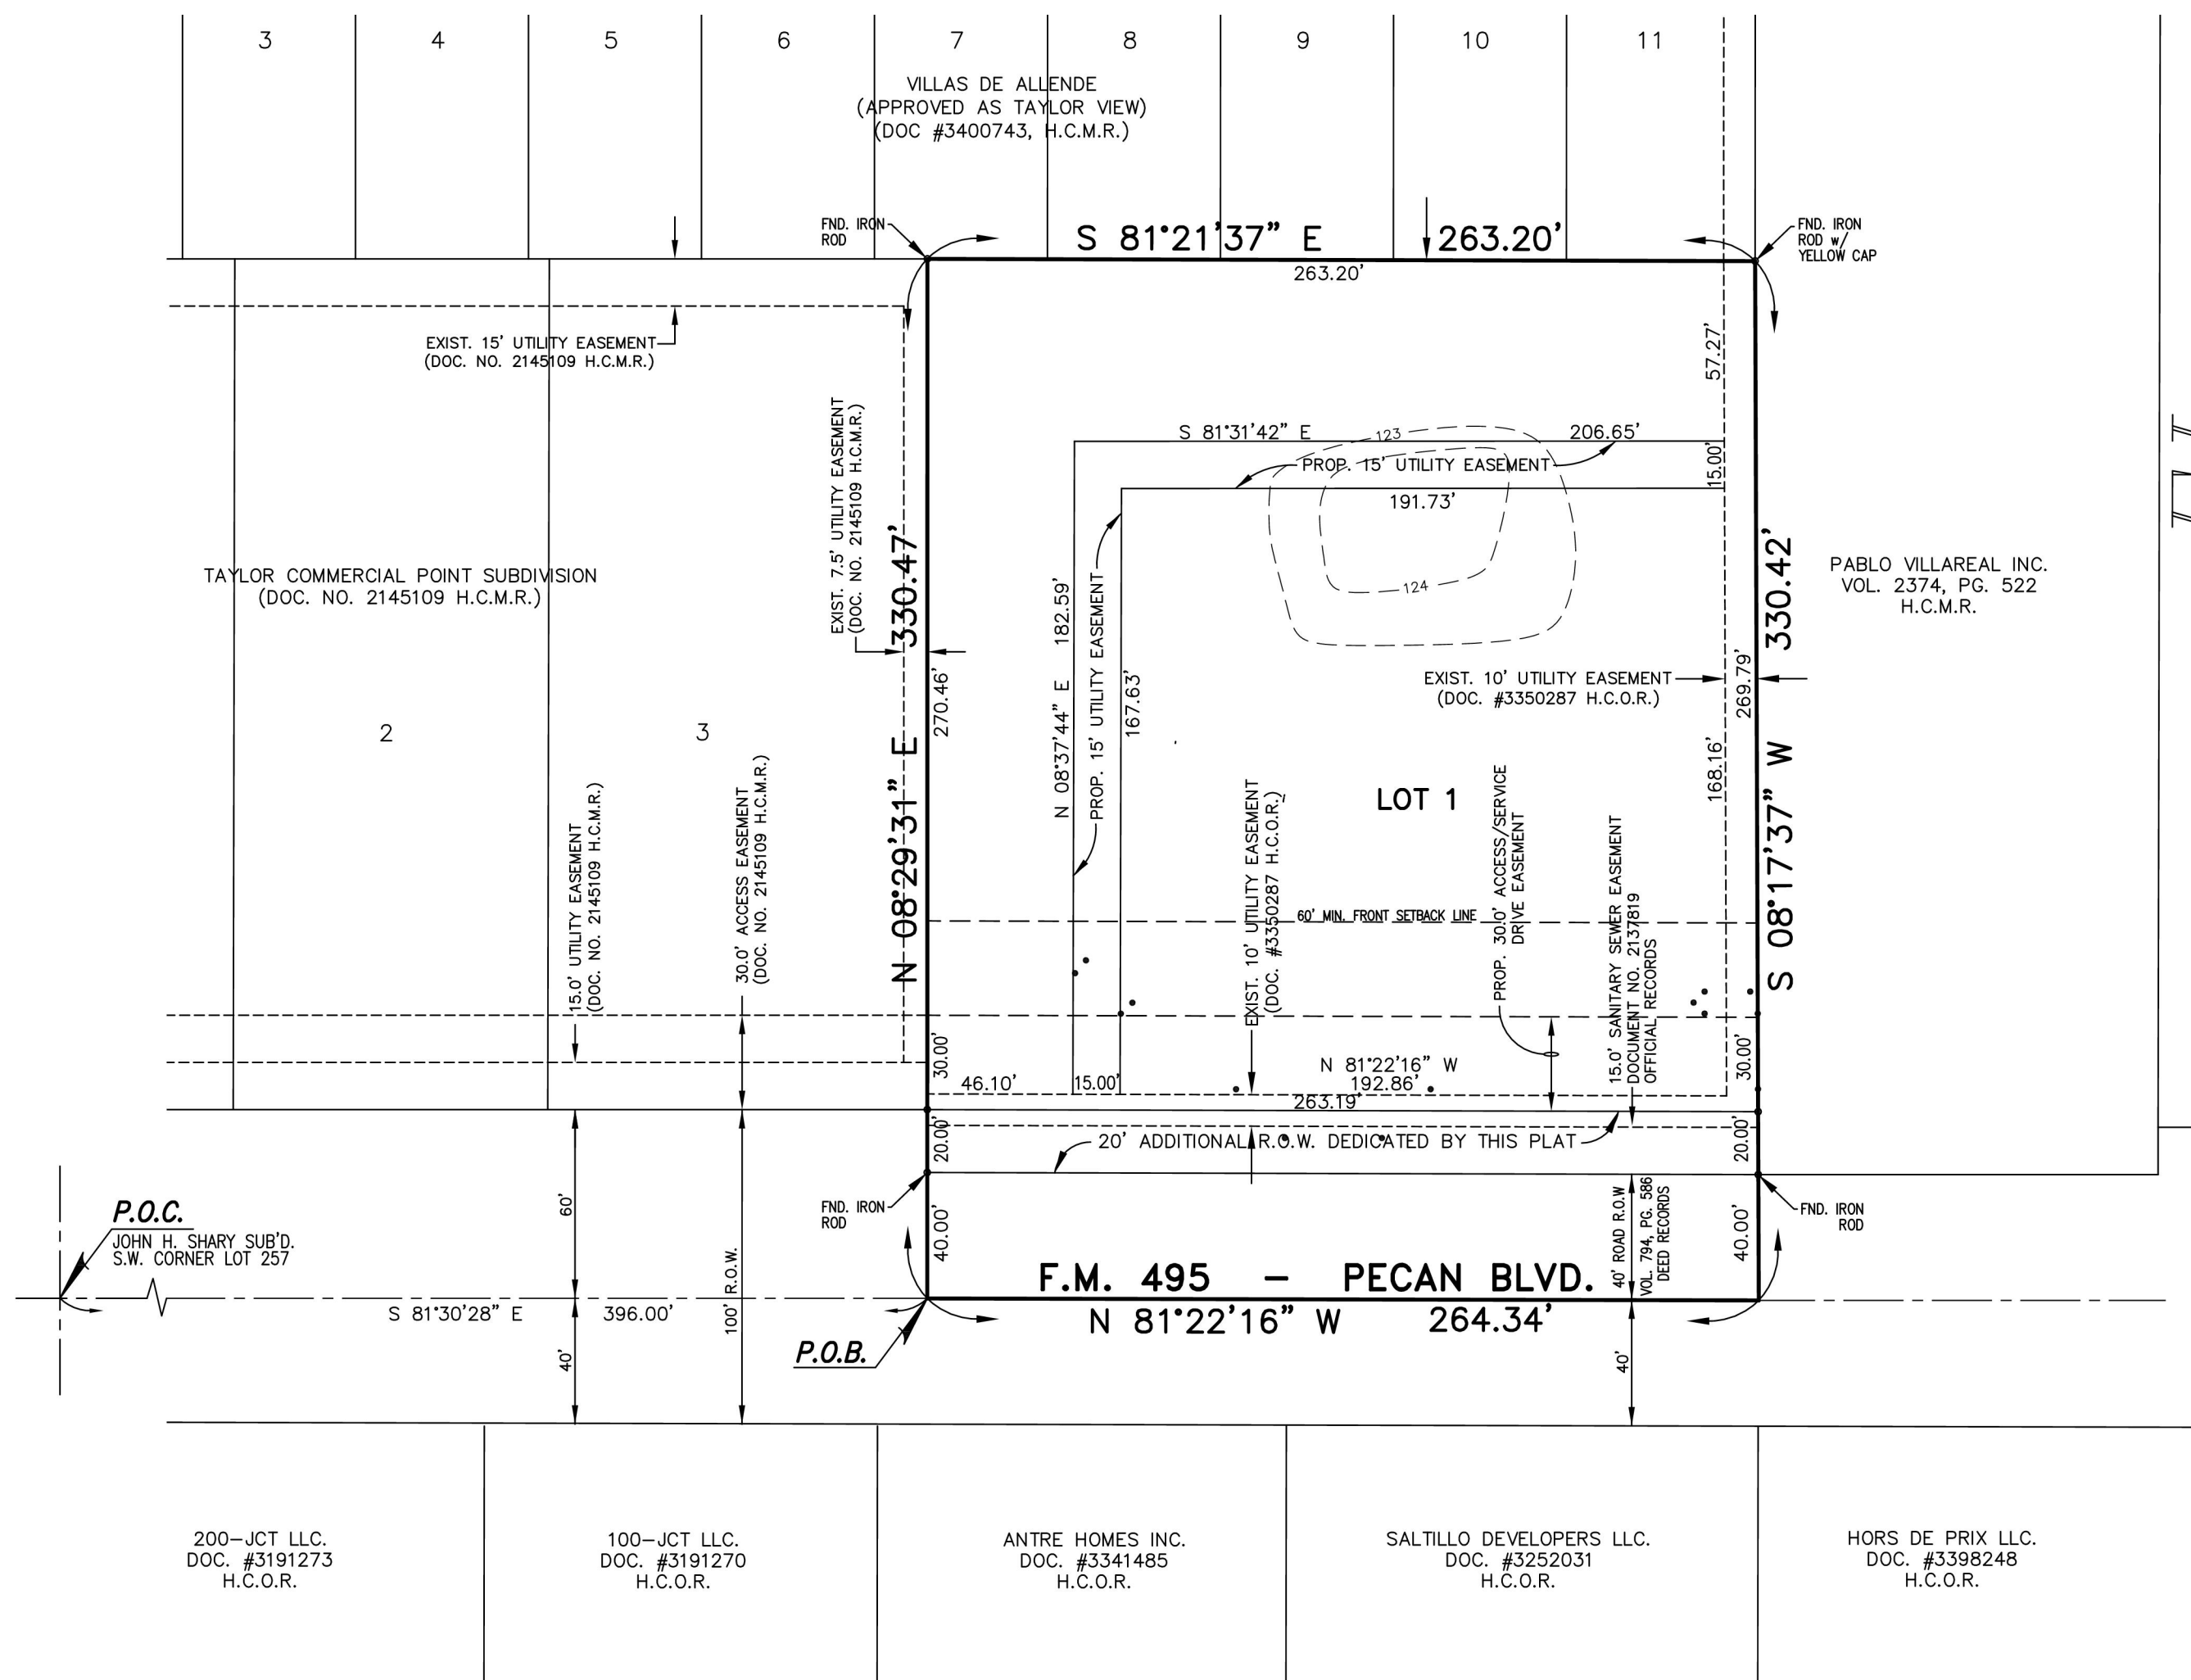 3
4
5
6
7
8
9
10
11
VILLAS DE ALLENDE
(APPROVED AS TAYLOR VIEW)
(DOC #3400743, H.C.M.R.)
FND. IRON
ROD
S 81°21'37" E 263.20'
263.20'
FND. IRON
ROD w/
YELLOW CAP
EXIST. 15' UTILITY EASEMENT
(DOC. NO. 2145109 H.C.M.R.)
EXIST. 7.5' UTILITY EASEMENT
(DOC. NO. 2145109 H.C.M.R.)
57.27'
S 81°31'42" E 206.65'
123
PROP. 15' UTILITY EASEMENT
15.00'
191.73'
124
TAYLOR COMMERCIAL POINT SUBDIVISION
(DOC. NO. 2145109 H.C.M.R.)
N 08°29'31" E 330.47'
270.46'
N 08°37'44" E 182.59'
PROP. 15' UTILITY EASEMENT
167.63'
EXIST. 10' UTILITY EASEMENT
(DOC. #3350287 H.C.O.R.)
269.79'
168.16'
S 08°17'37" W 330.42'
PABLO VILLAREAL INC.
VOL. 2374, PG. 522
H.C.M.R.
2
3
15.0' UTILITY EASEMENT
(DOC. NO. 2145109 H.C.M.R.)
30.0' ACCESS EASEMENT
(DOC. NO. 2145109 H.C.M.R.)
LOT 1
EXIST. 10' UTILITY EASEMENT
(DOC. #3350287 H.C.O.R.)
PROP. 30.0' ACCESS/SERVICE
DRIVE EASEMENT
15.0' SANITARY SEWER EASEMENT
DOCUMENT NO. 2137819
OFFICIAL RECORDS
60' MIN. FRONT SETBACK LINE
30.00'
30.00'
N 81°22'16" W
46.10'
15.00'
192.86'
263.19'
20.00'
20' ADDITIONAL R.O.W. DEDICATED BY THIS PLAT
20.00'
FND. IRON
ROD
40.00'
40' ROAD R.O.W
VOL. 794, PG. 586
DEED RECORDS
40.00'
FND. IRON
ROD
P.O.C.
JOHN H. SHARY SUB'D.
S.W. CORNER LOT 257
60'
100' R.O.W.
F.M. 495 - PECAN BLVD.
S 81°30'28" E 396.00'
N 81°22'16" W 264.34'
P.O.B.
40'
40'
200-JCT LLC.
DOC. #3191273
H.C.O.R.
100-JCT LLC.
DOC. #3191270
H.C.O.R.
ANTRE HOMES INC.
DOC. #3341485
H.C.O.R.
SALTILLO DEVELOPERS LLC.
DOC. #3252031
H.C.O.R.
HORS DE PRIX LLC.
DOC. #3398248
H.C.O.R.